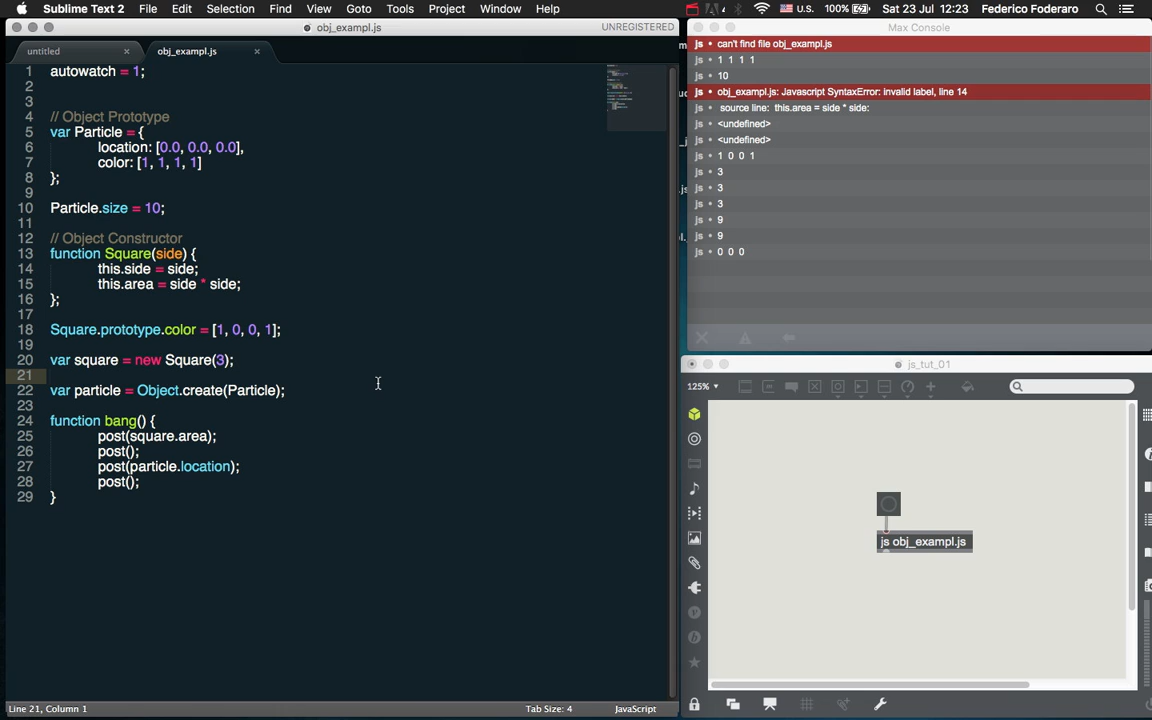 Sublime Text 2 File Edit Selection Find View Goto Tools Project Window Help
U.S. 100% Sat 23 Jul 12:23 Federico Foderaro
obj_exampl.js UNREGISTERED
untitled × obj_exampl.js ×
1 autowatch = 1;
2
3
4 // Object Prototype
5 var Particle = {
6 location: [0.0, 0.0, 0.0],
7 color: [1, 1, 1, 1]
8 };
9
10 Particle.size = 10;
11
12 // Object Constructor
13 function Square(side) {
14 this.side = side;
15 this.area = side * side;
16 };
17
18 Square.prototype.color = [1, 0, 0, 1];
19
20 var square = new Square(3);
21
22 var particle = Object.create(Particle);
23
24 function bang() {
25 post(square.area);
26 post();
27 post(particle.location);
28 post();
29 }
Line 21, Column 1 Tab Size: 4 JavaScript
Max Console
js • can't find file obj_exampl.js
js • 1 1 1 1
js • 10
js • obj_exampl.js: Javascript SyntaxError: invalid label, line 14
js • source line: this.area = side * side:
js • <undefined>
js • <undefined>
js • 1 0 0 1
js • 3
js • 3
js • 3
js • 9
js • 9
js • 0 0 0
js_tut_01
125%
js obj_exampl.js